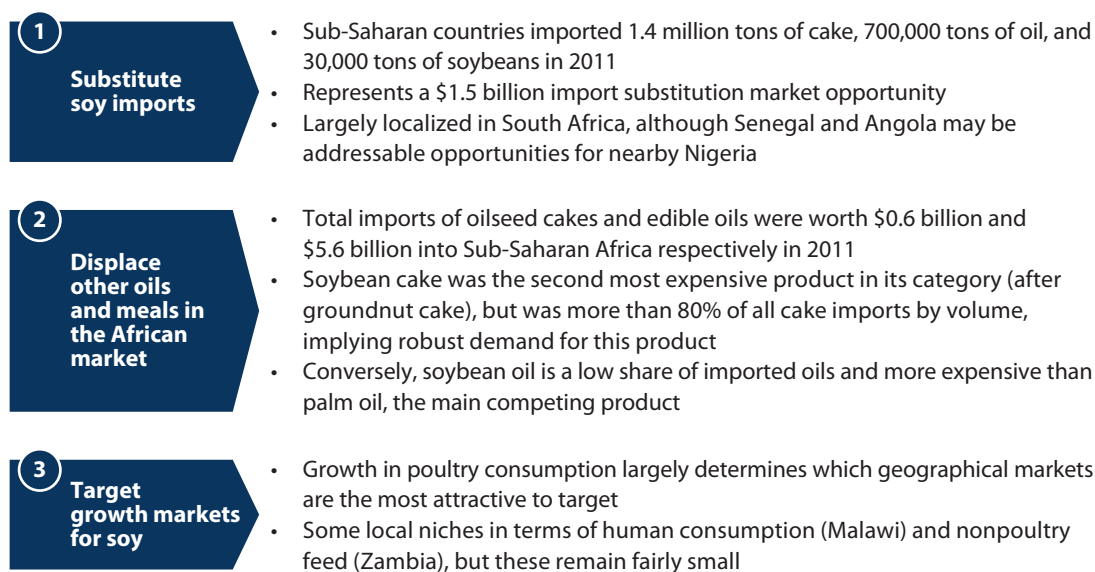 1
Substitute
soy imports
• Sub-Saharan countries imported 1.4 million tons of cake, 700,000 tons of oil, and
30,000 tons of soybeans in 2011
• Represents a $1.5 billion import substitution market opportunity
• Largely localized in South Africa, although Senegal and Angola may be
addressable opportunities for nearby Nigeria
2
Displace
other oils
and meals in
the African
market
• Total imports of oilseed cakes and edible oils were worth $0.6 billion and
$5.6 billion into Sub-Saharan Africa respectively in 2011
• Soybean cake was the second most expensive product in its category (after
groundnut cake), but was more than 80% of all cake imports by volume,
implying robust demand for this product
• Conversely, soybean oil is a low share of imported oils and more expensive than
palm oil, the main competing product
3
Target
growth markets
for soy
• Growth in poultry consumption largely determines which geographical markets
are the most attractive to target
• Some local niches in terms of human consumption (Malawi) and nonpoultry
feed (Zambia), but these remain fairly small